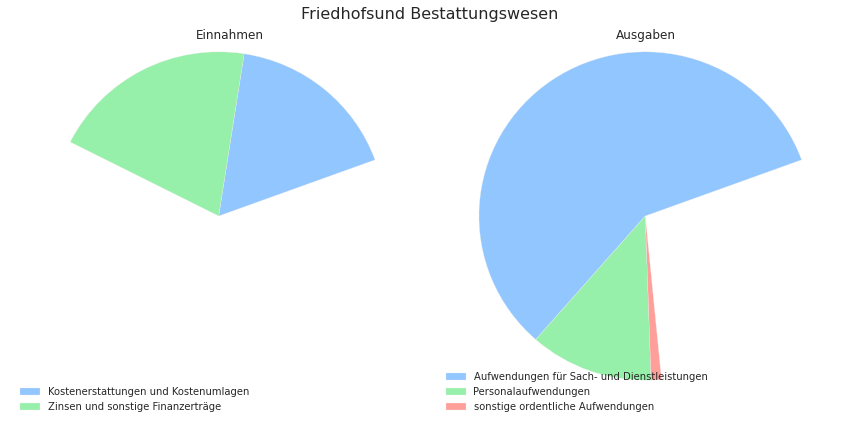 Friedhofsund Bestattungswesen
Einnahmen
Kostenerstattungen und Kostenumlagen
Zinsen und sonstige Finanzerträge
Ausgaben
Aufwendungen für Sach- und Dienstleistungen
Personalaufwendungen
sonstige ordentliche Aufwendungen